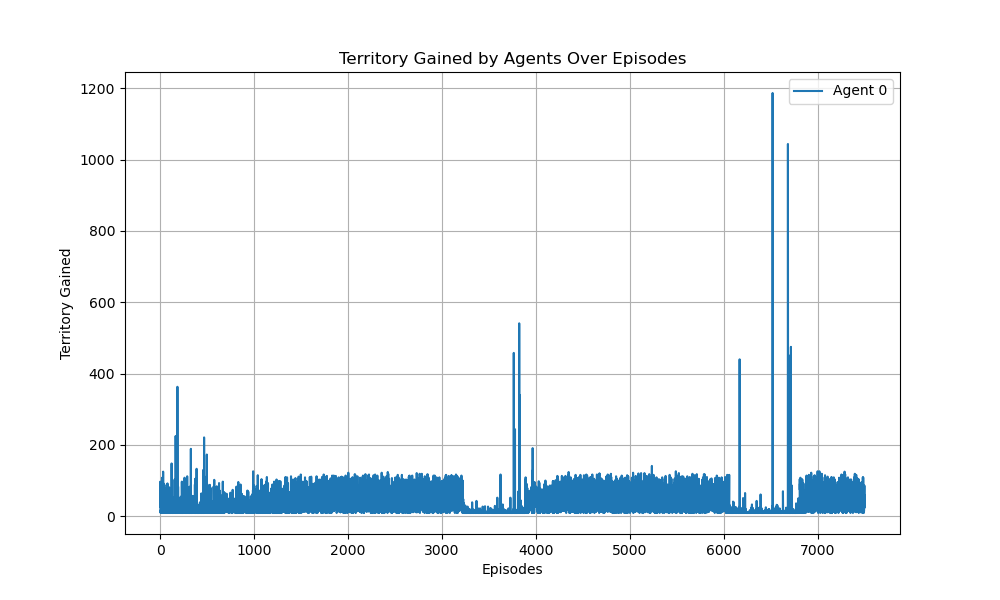 Territory Gained by Agents Over Episodes
Agent 0
Territory Gained
1200
1000
800
600
400
200
0
0 1000 2000 3000 4000 5000 6000 7000
Episodes